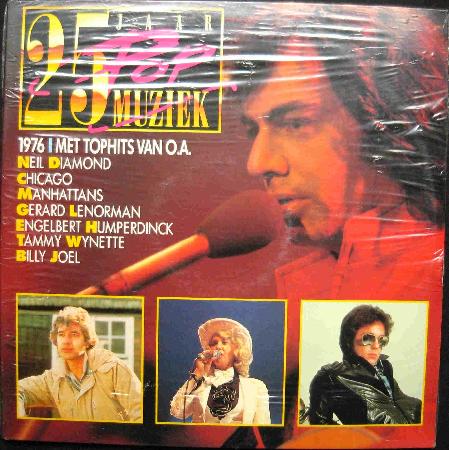 25 JAAR
POP
MUZIEK
1976 | MET TOPHITS VAN O.A.
NEIL DIAMOND
CHICAGO
MANHATTANS
GERARD LENORMAN
ENGELBERT HUMPERDINCK
TAMMY WYNETTE
BILLY JOEL